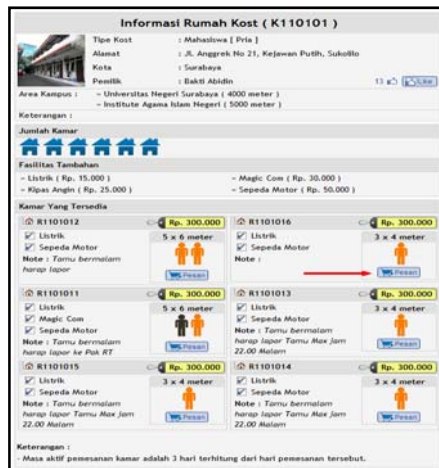 Informasi Rumah Kost ( K110101 )
Tipe Kost : Mahasiswa [ Pria ]
Alamat : Jl. Anggrek No 21, Kejawan Putih, Sukolilo
Kota : Surabaya
Pemilik : Bakti Abidin
13 Like
Area Kampus : - Universitas Negeri Surabaya ( 4000 meter )
- Institute Agama Islam Negeri ( 5000 meter )
Keterangan :
Jumlah Kamar
Fasilitas Tambahan
- Listrik ( Rp. 15.000 ) - Magic Com ( Rp. 30.000 )
- Kipas Angin ( Rp. 25.000 ) - Sepeda Motor ( Rp. 50.000 )
Kamar Yang Tersedia
R1101012 Rp. 300.000
Listrik 5 x 6 meter
Sepeda Motor
Note : Tamu bermalam
harap lapor
Pesan
R1101016 Rp. 300.000
Listrik 3 x 4 meter
Sepeda Motor
Note :
Pesan
R1101011 Rp. 300.000
Listrik 5 x 6 meter
Magic Com
Sepeda Motor
Note : Tamu bermalam
harap lapor ke Pak RT
Pesan
R1101013 Rp. 300.000
Listrik 3 x 4 meter
Sepeda Motor
Note : Tamu bermalam
harap lapor Tamu Max jam
22.00 Malam
Pesan
R1101015 Rp. 300.000
Listrik 3 x 4 meter
Sepeda Motor
Note : Tamu bermalam
harap lapor Tamu Max jam
22.00 Malam
Pesan
R1101014 Rp. 300.000
Listrik 3 x 4 meter
Sepeda Motor
Note : Tamu bermalam
harap lapor Tamu Max jam
22.00 Malam
Pesan
Keterangan :
- Masa aktif pemesanan kamar adalah 3 hari terhitung dari hari pemesanan tersebut.